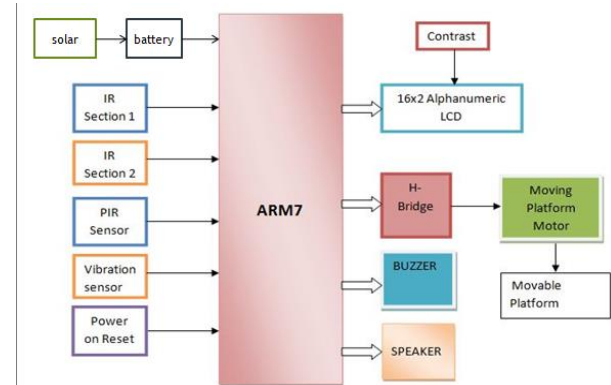 solar
battery
Contrast
IR
Section 1
16x2 Alphanumeric
LCD
IR
Section 2
ARM7
H-
Bridge
Moving
Platform
Motor
PIR
Sensor
Vibration
sensor
BUZZER
Movable
Platform
Power
on Reset
SPEAKER